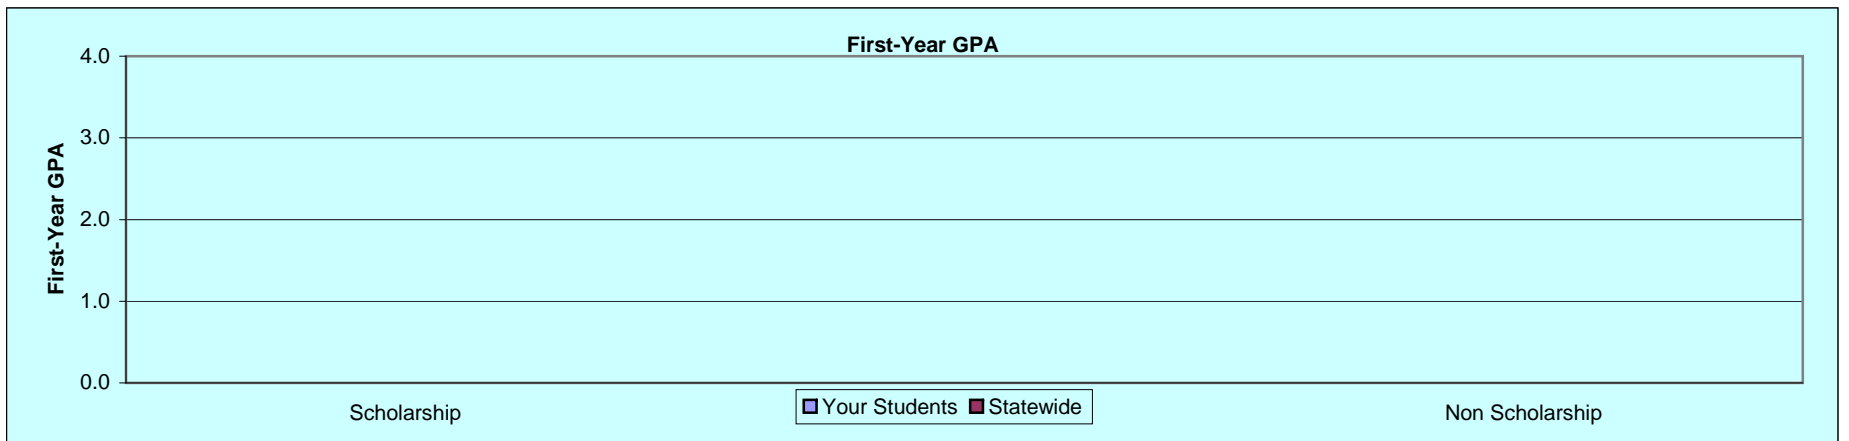 First-Year GPA
4.0
3.0
2.0
1.0
0.0
First-Year GPA
Scholarship
Your Students Statewide
Non Scholarship